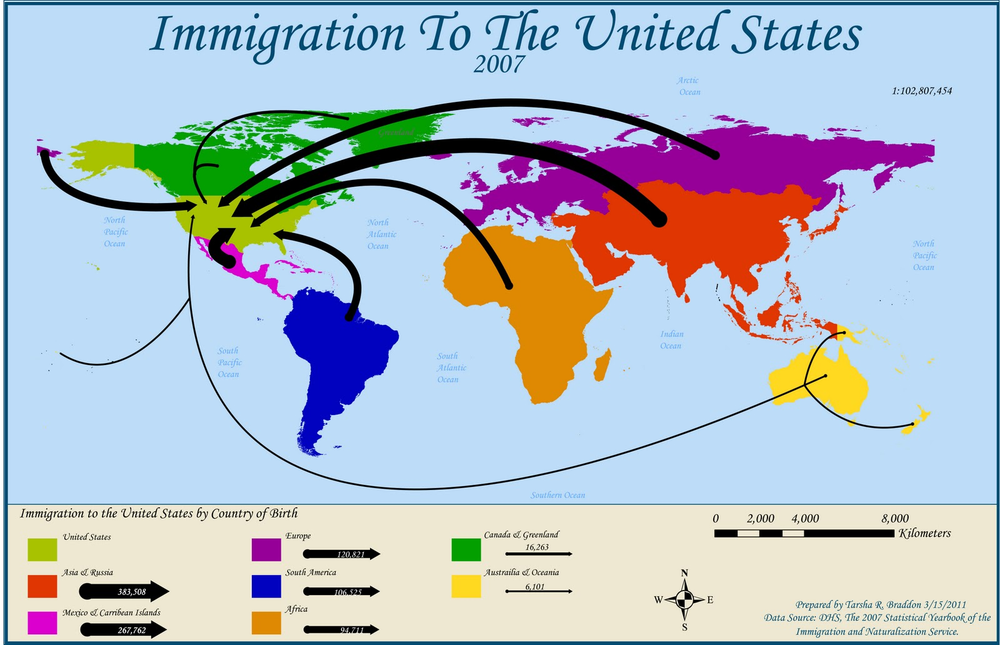 Immigration To The United States
2007
Arctic
Ocean
1:102,807,454
Greenland
North
Pacific
Ocean
North
Atlantic
Ocean
North
Pacific
Ocean
South
Pacific
Ocean
South
Atlantic
Ocean
Indian
Ocean
Southern Ocean
Immigration to the United States by Country of Birth
United States
Asia & Russia
383,508
Mexico & Carribean Islands
267,762
Europe
120,821
South America
106,525
Africa
94,711
Canada & Greenland
16,263
Austrailia & Oceania
6,101
0 2,000 4,000 8,000
Kilometers
N
W E
S
Prepared by Tarsha R. Braddon 3/15/2011
Data Source: DHS, The 2007 Statistical Yearbook of the
Immigration and Naturalization Service.